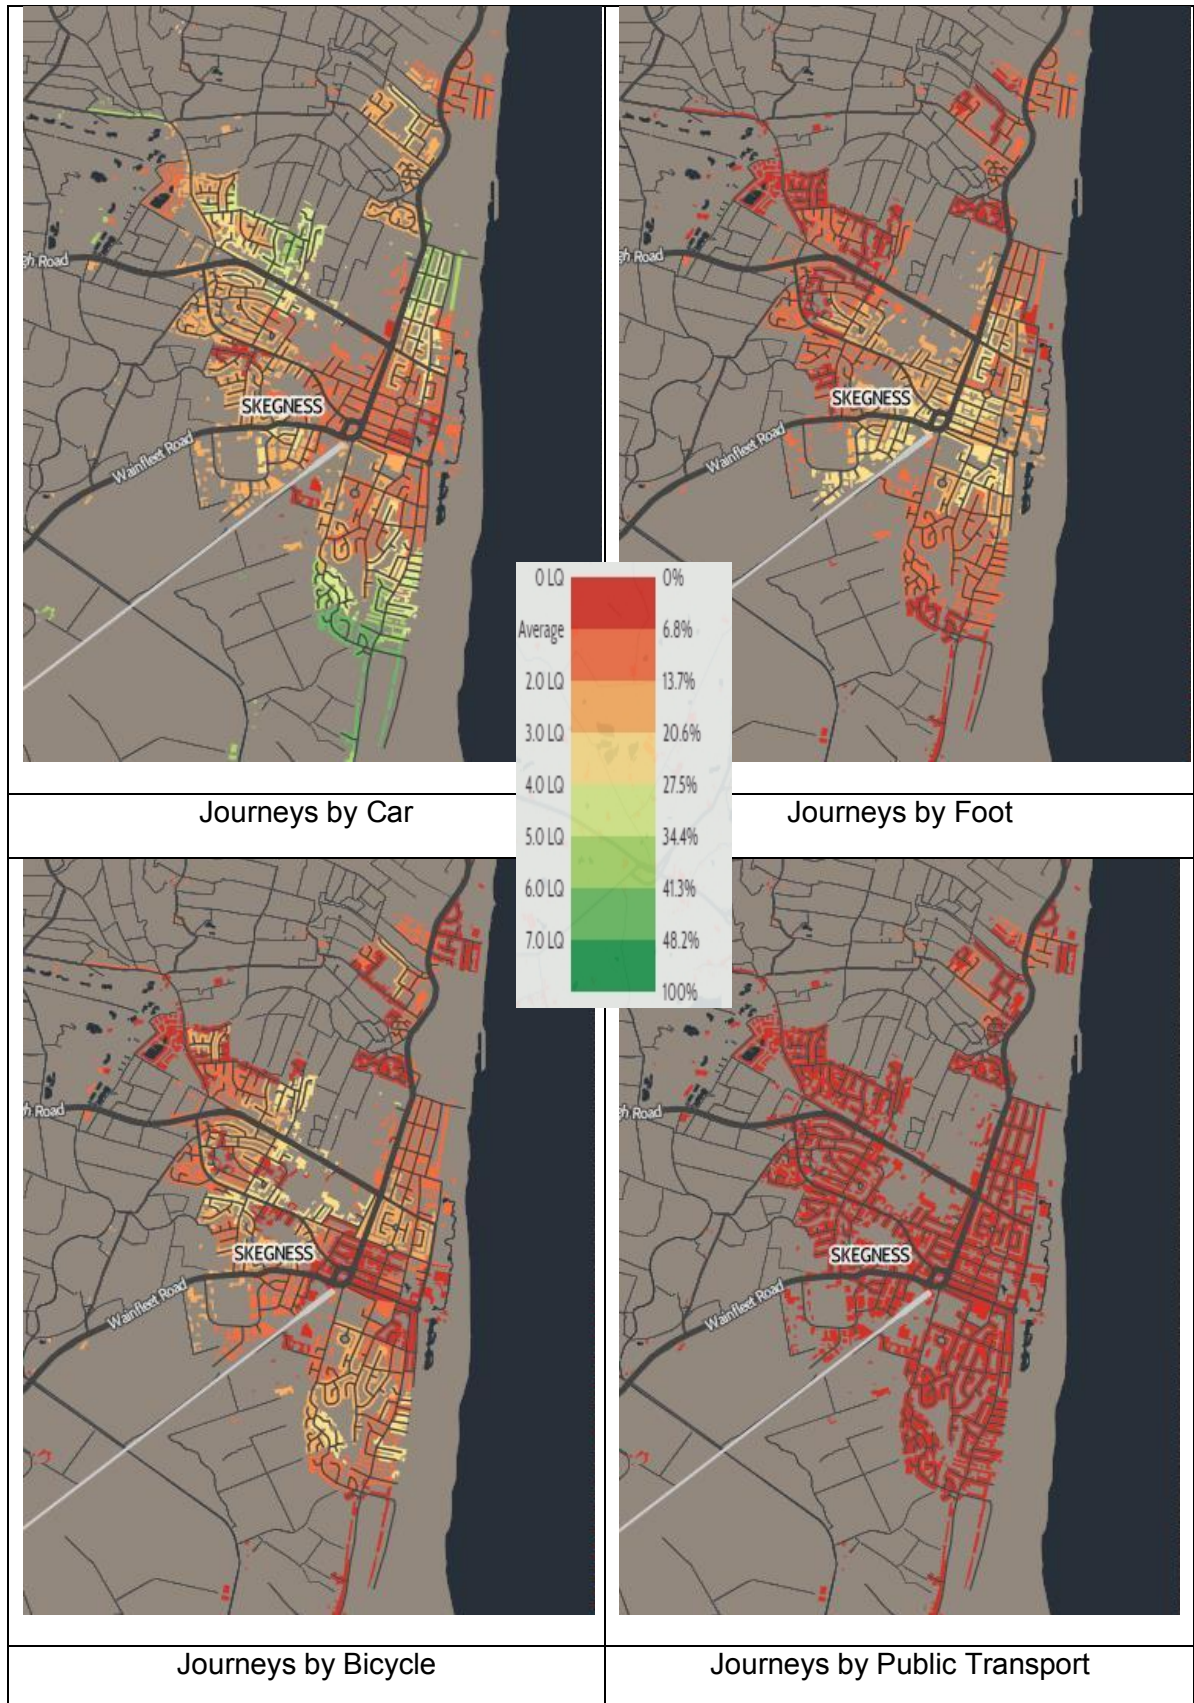 gh Road
SKEGNESS
Wainfleet Road
gh Road
SKEGNESS
Wainfleet Road
0 LQ 0%
Average 6.8%
2.0 LQ 13.7%
3.0 LQ 20.6%
4.0 LQ 27.5%
5.0 LQ 34.4%
6.0 LQ 41.3%
7.0 LQ 48.2%
100%
Journeys by Car
Journeys by Foot
gh Road
SKEGNESS
Wainfleet Road
gh Road
SKEGNESS
Wainfleet Road
Journeys by Bicycle
Journeys by Public Transport